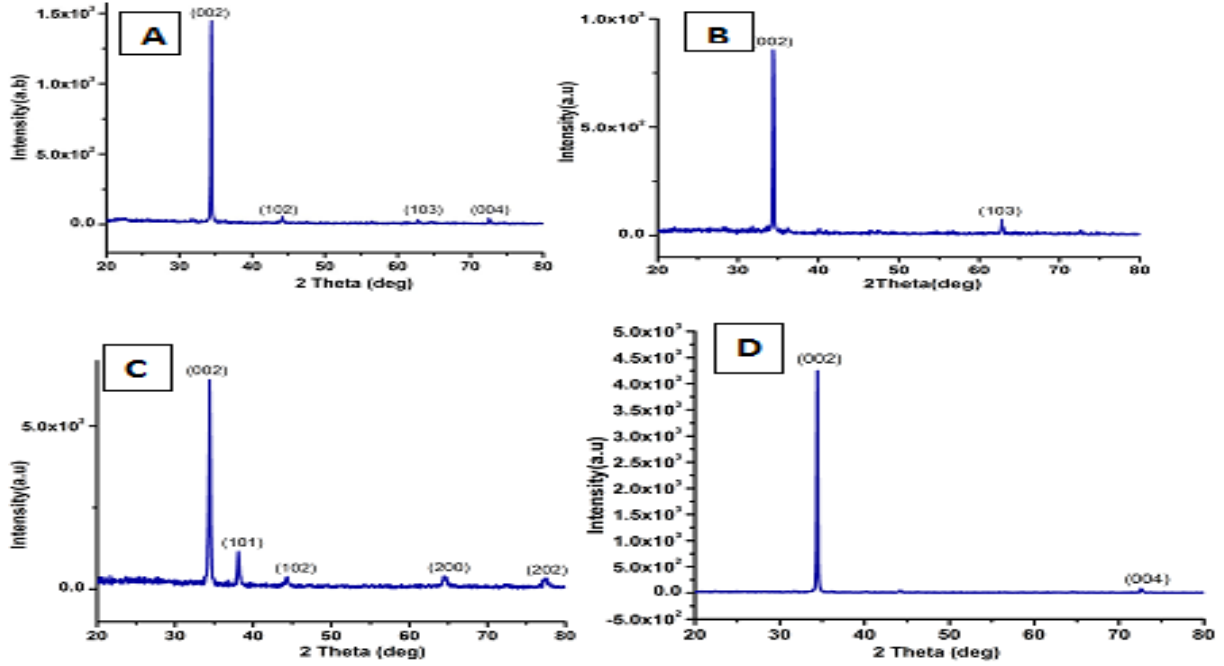 A
(002)
1.5x10³
1.0x10³
5.0x10²
0.0
Intensity(a.b)
(102)
(103)
(004)
20 30 40 50 60 70 80
2 Theta (deg)
B
002)
1.0x10³
5.0x10²
0.0
Intensity(a.u)
(103)
20 30 40 50 60 70 80
2Theta(deg)
C
(002)
5.0x10³
0.0
Intensity(a.u)
(101)
(102)
(200)
(202)
20 30 40 50 60 70 80
2 Theta (deg)
D
(002)
5.0x10³
4.5x10³
4.0x10³
3.5x10³
3.0x10³
2.5x10³
2.0x10³
1.5x10³
1.0x10³
5.0x10²
0.0
-5.0x10²
Intensity(a.u)
(004)
20 30 40 50 60 70 80
2 Theta (deg)